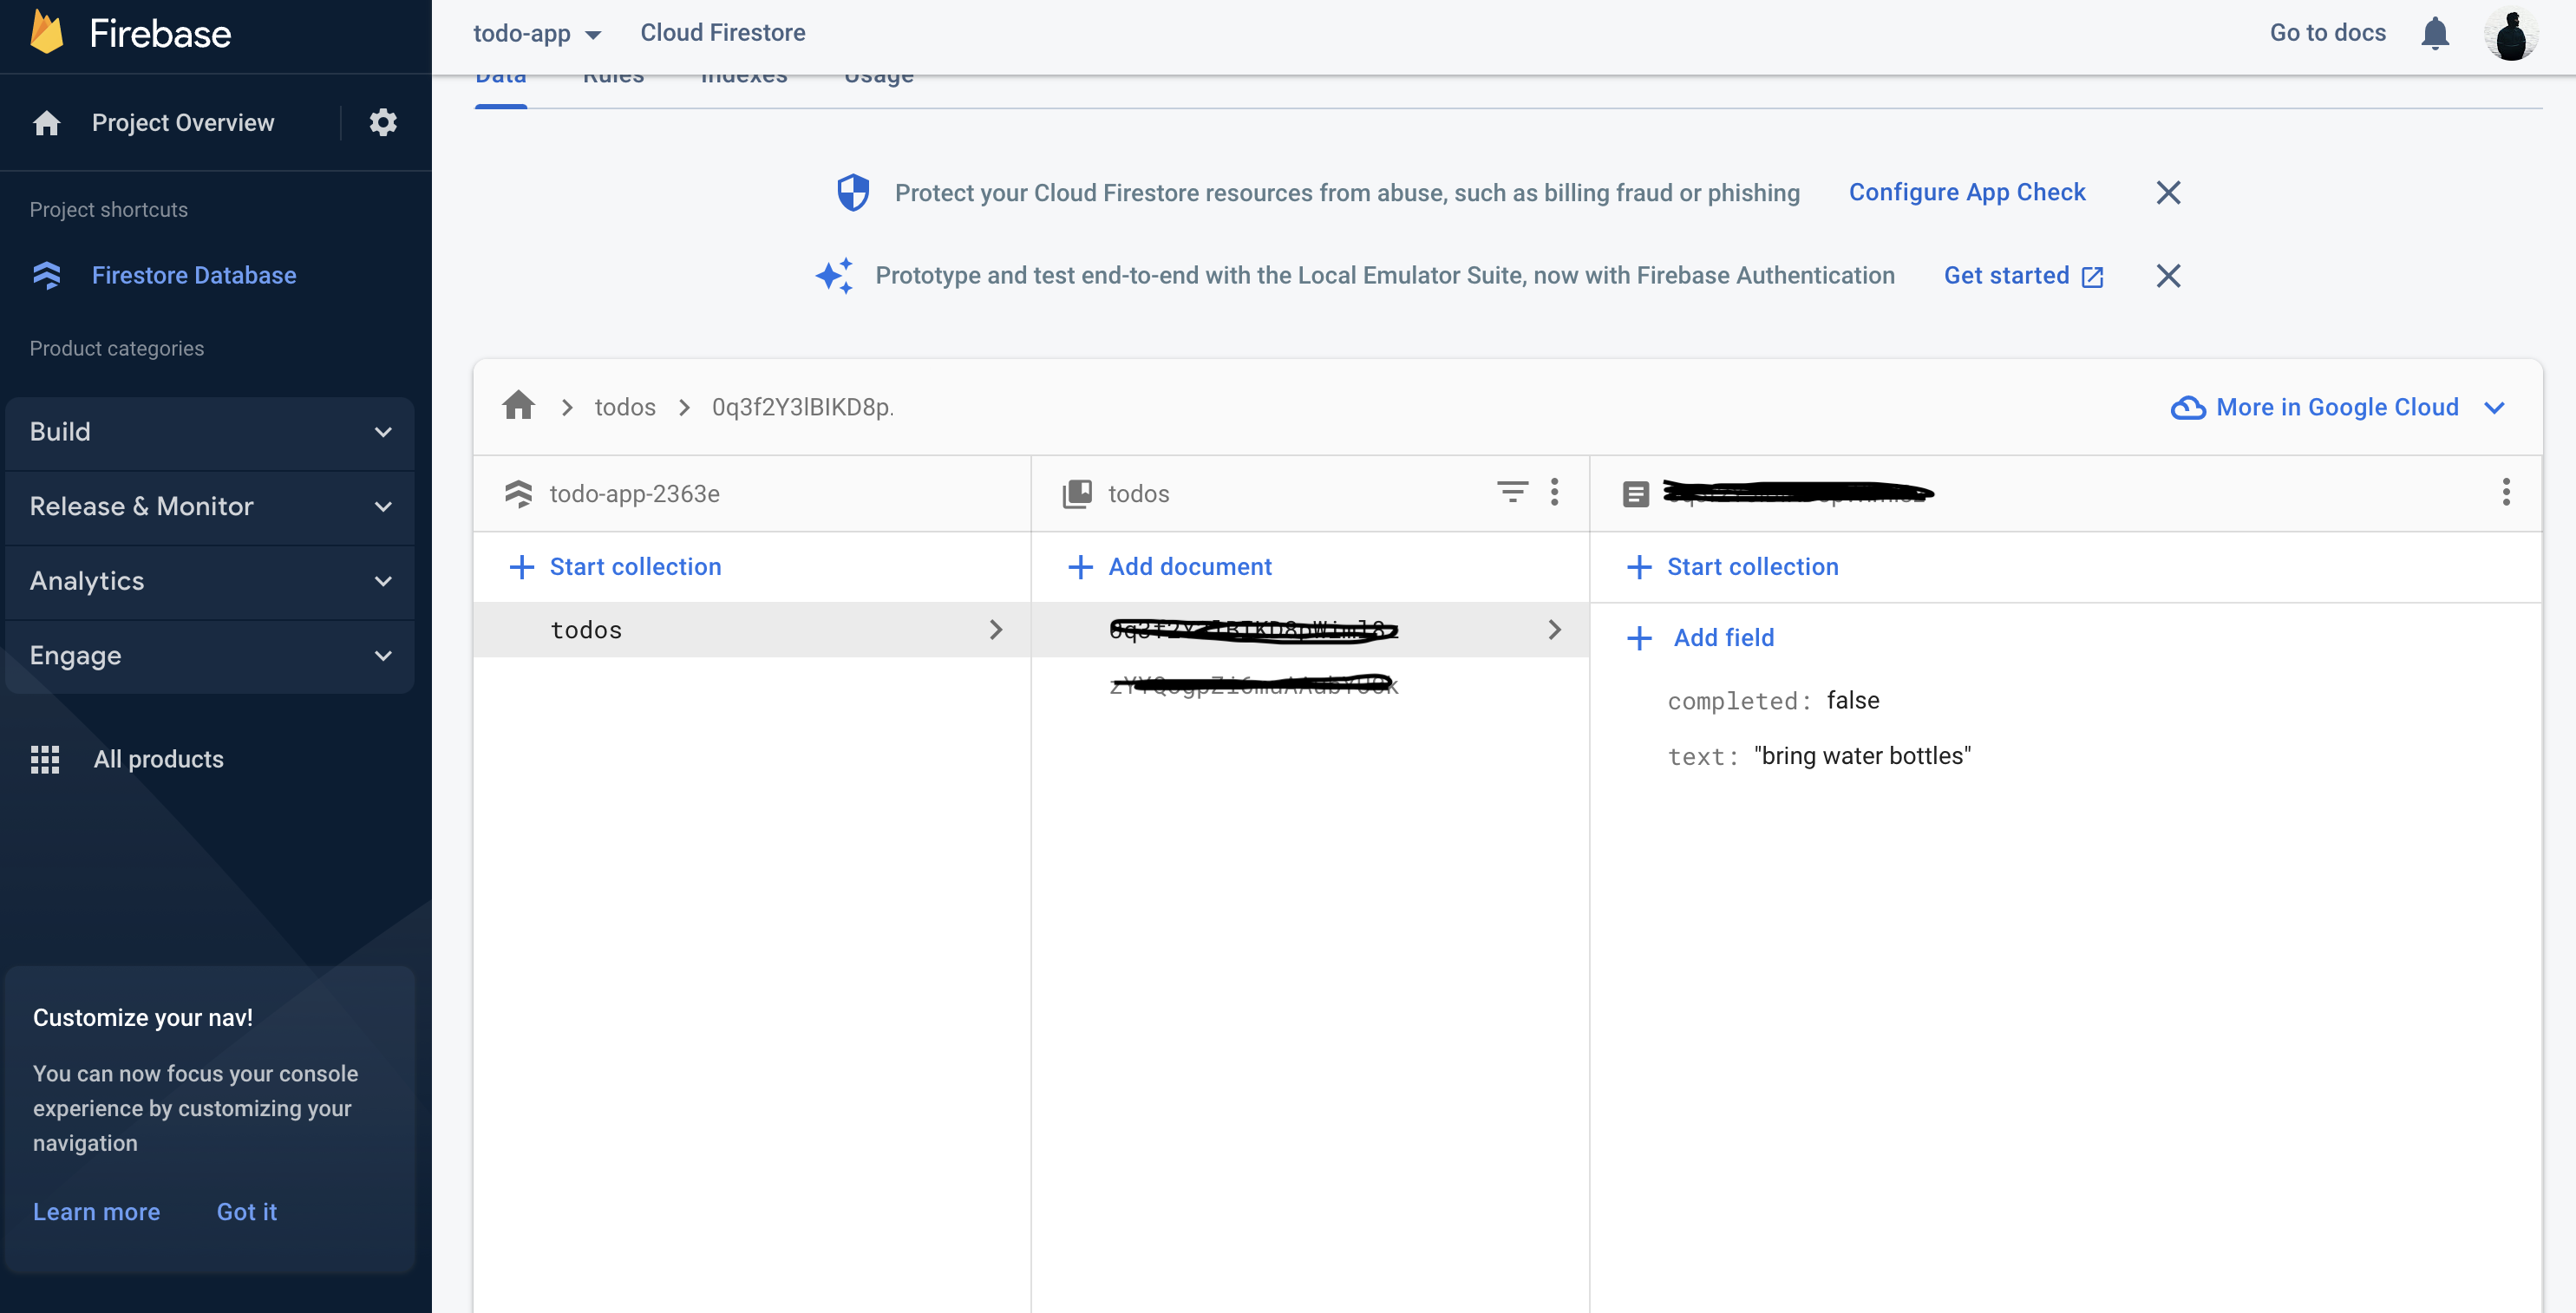 Firebase
todo-app
Cloud Firestore
Go to docs
Data Rules Indexes Usage
Project Overview
Project shortcuts
Firestore Database
Product categories
Build
Release & Monitor
Analytics
Engage
All products
Customize your nav!
You can now focus your console
experience by customizing your
navigation
Learn more Got it
Protect your Cloud Firestore resources from abuse, such as billing fraud or phishing Configure App Check
Prototype and test end-to-end with the Local Emulator Suite, now with Firebase Authentication Get started
todos 0q3f2Y3lBIKD8p.
More in Google Cloud
todo-app-2363e
Start collection
todos
todos
Add document
Start collection
Add field
completed: false
text: "bring water bottles"